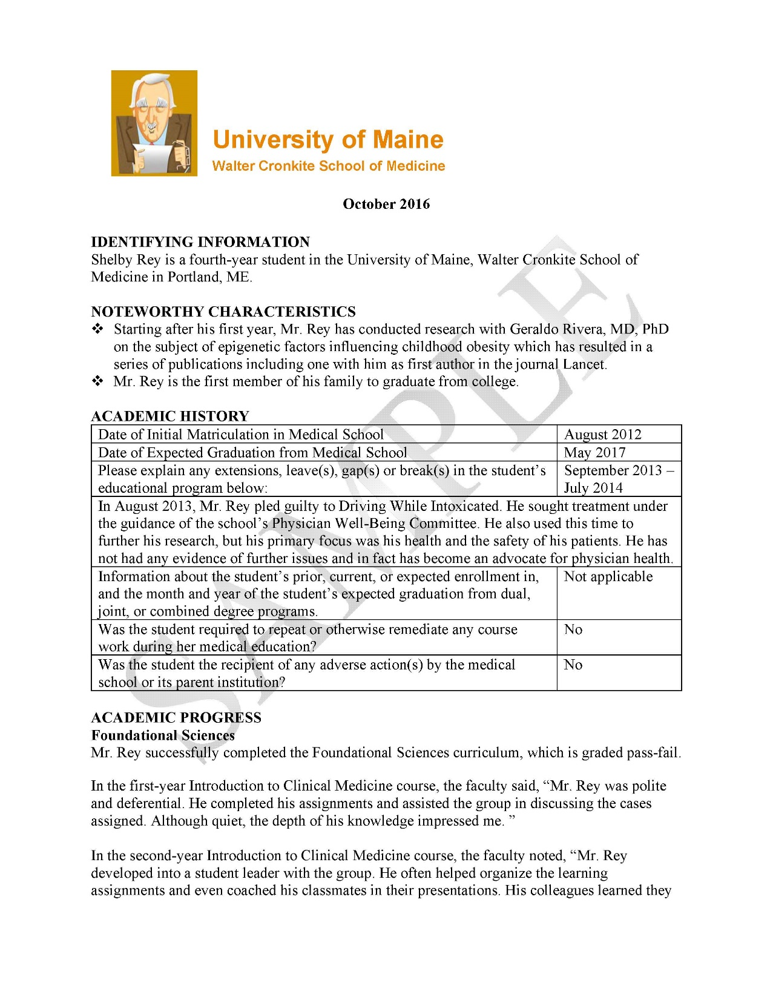 University of Maine
Walter Cronkite School of Medicine
October 2016
IDENTIFYING INFORMATION
Shelby Rey is a fourth-year student in the University of Maine, Walter Cronkite School of
Medicine in Portland, ME.
NOTEWORTHY CHARACTERISTICS
❖ Starting after his first year, Mr. Rey has conducted research with Geraldo Rivera, MD, PhD
on the subject of epigenetic factors influencing childhood obesity which has resulted in a
series of publications including one with him as first author in the journal Lancet.
❖ Mr. Rey is the first member of his family to graduate from college.
ACADEMIC HISTORY
Date of Initial Matriculation in Medical School August 2012
Date of Expected Graduation from Medical School May 2017
Please explain any extensions, leave(s), gap(s) or break(s) in the student’s September 2013 –
educational program below: July 2014
In August 2013, Mr. Rey pled guilty to Driving While Intoxicated. He sought treatment under
the guidance of the school’s Physician Well-Being Committee. He also used this time to
further his research, but his primary focus was his health and the safety of his patients. He has
not had any evidence of further issues and in fact has become an advocate for physician health.
Information about the student’s prior, current, or expected enrollment in, Not applicable
and the month and year of the student’s expected graduation from dual,
joint, or combined degree programs.
Was the student required to repeat or otherwise remediate any course No
work during her medical education?
Was the student the recipient of any adverse action(s) by the medical No
school or its parent institution?
ACADEMIC PROGRESS
Foundational Sciences
Mr. Rey successfully completed the Foundational Sciences curriculum, which is graded pass-fail.
In the first-year Introduction to Clinical Medicine course, the faculty said, “Mr. Rey was polite
and deferential. He completed his assignments and assisted the group in discussing the cases
assigned. Although quiet, the depth of his knowledge impressed me. ”
In the second-year Introduction to Clinical Medicine course, the faculty noted, “Mr. Rey
developed into a student leader with the group. He often helped organize the learning
assignments and even coached his classmates in their presentations. His colleagues learned they
SAMPLE